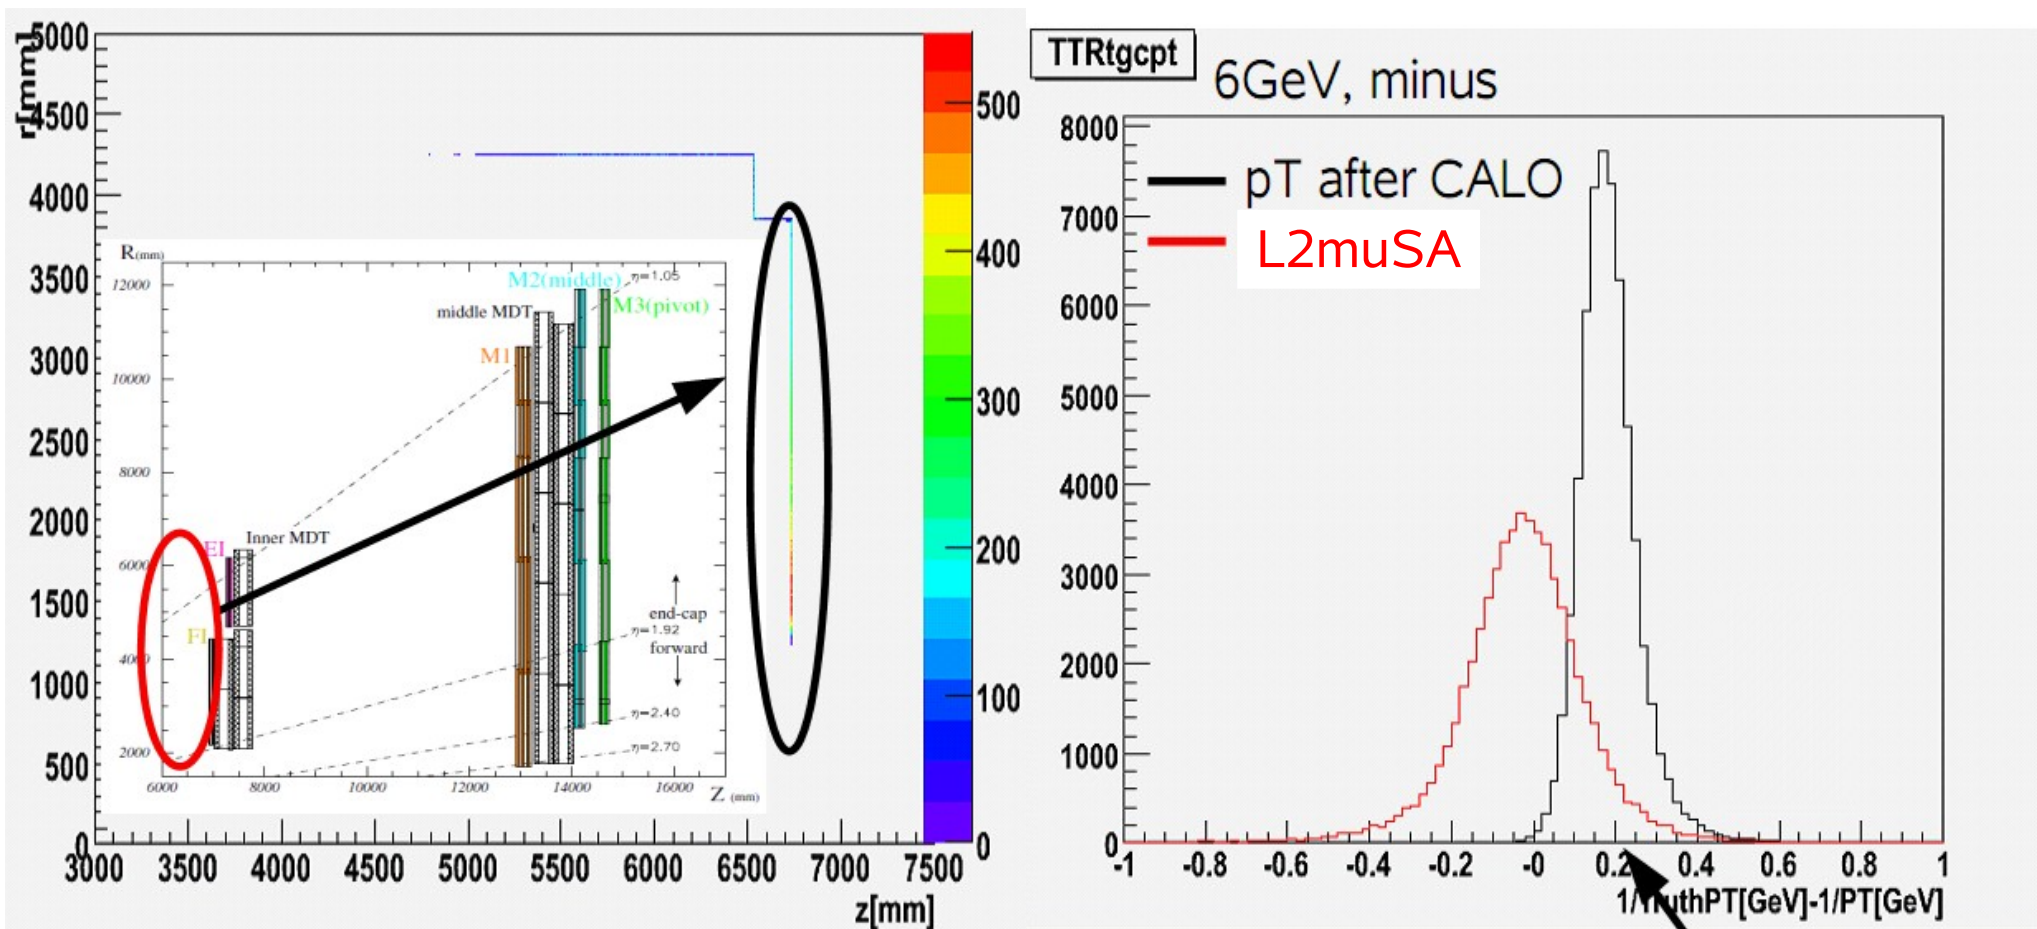 r[mm]
5000
4500
4000
3500
3000
2500
2000
1500
1000
500
0
3000 3500 4000 4500 5000 5500 6000 6500 7000 7500
z[mm]
500
400
300
200
100
0
R(mm)
12000
10000
8000
6000
4000
2000
6000 8000 10000 12000 14000 16000
Z (mm)
M2(middle)
η=1.05
middle MDT
M3(pivot)
M1
Inner MDT
EI
FI
end-cap
η=1.92
forward
η=2.40
η=2.70
TTRtgcpt
6GeV, minus
pT after CALO
L2muSA
8000
7000
6000
5000
4000
3000
2000
1000
0
-1 -0.8 -0.6 -0.4 -0.2 -0 0.2 0.4 0.6 0.8 1
1/TruthPT[GeV]-1/PT[GeV]